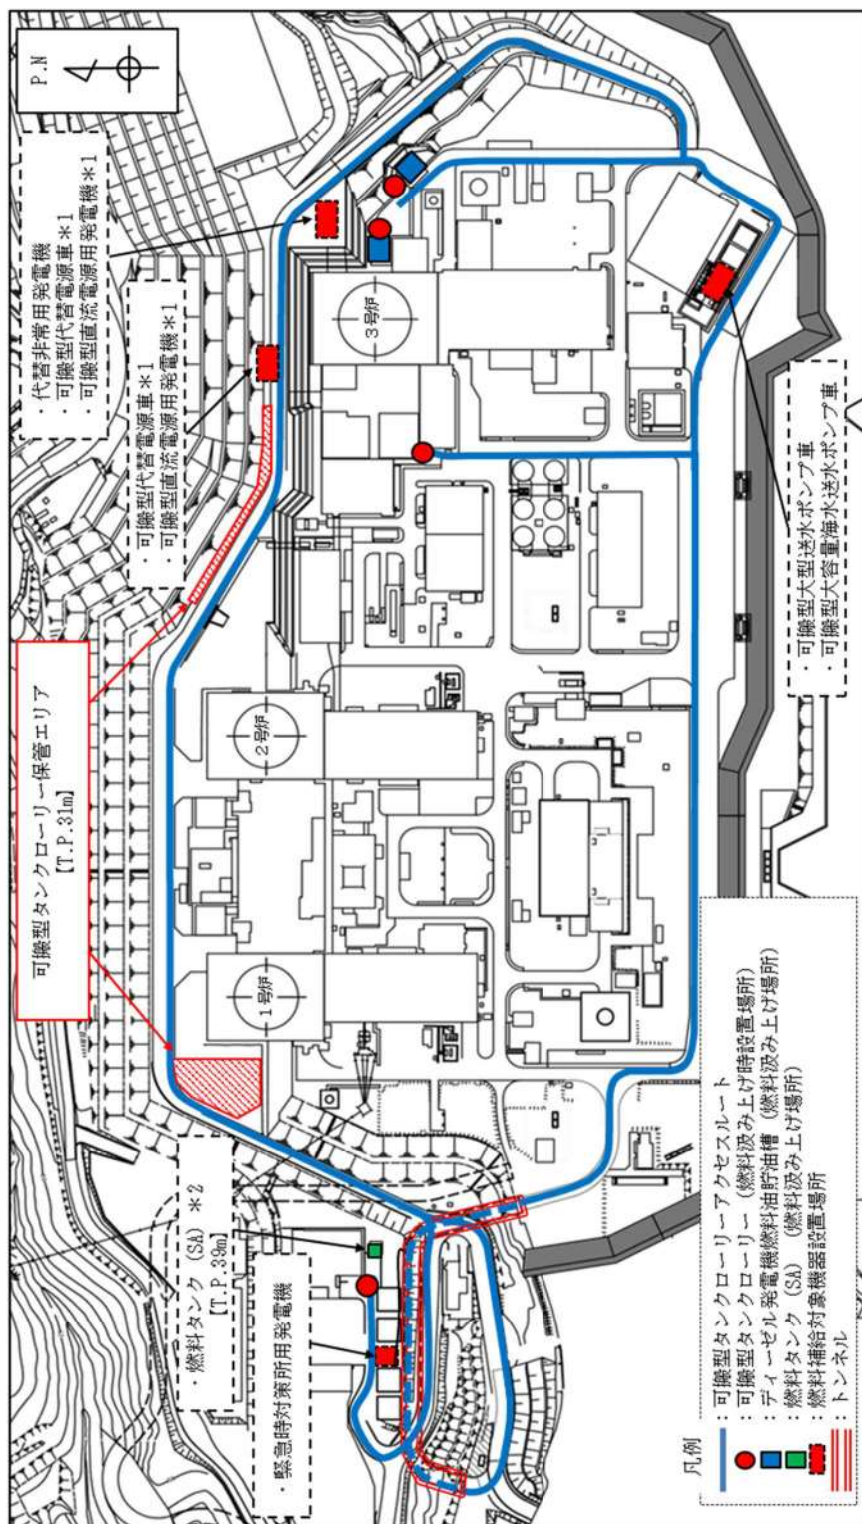 P.N
・代替非常用発電機
・可搬型代替電源車＊1
・可搬型直流電源用発電機＊1
・可搬型代替電源車＊1
・可搬型直流電源用発電機＊1
可搬型タンクローリー保管エリア
【T.P.31m】
・燃料タンク（SA）＊2
【T.P.39m】
・緊急時対策所用発電機
1号炉
2号炉
3号炉
・可搬型大型送水ポンプ車
・可搬型大容量海水送水ポンプ車
凡例
：可搬型タンクローリーアクセスルート
：可搬型タンクローリー（燃料汲み上げ時設置場所）
：ディーゼル発電機燃料油貯油槽（燃料汲み上げ場所）
：燃料タンク（SA）（燃料汲み上げ場所）
：燃料補給対象機器設置場所
：トンネル